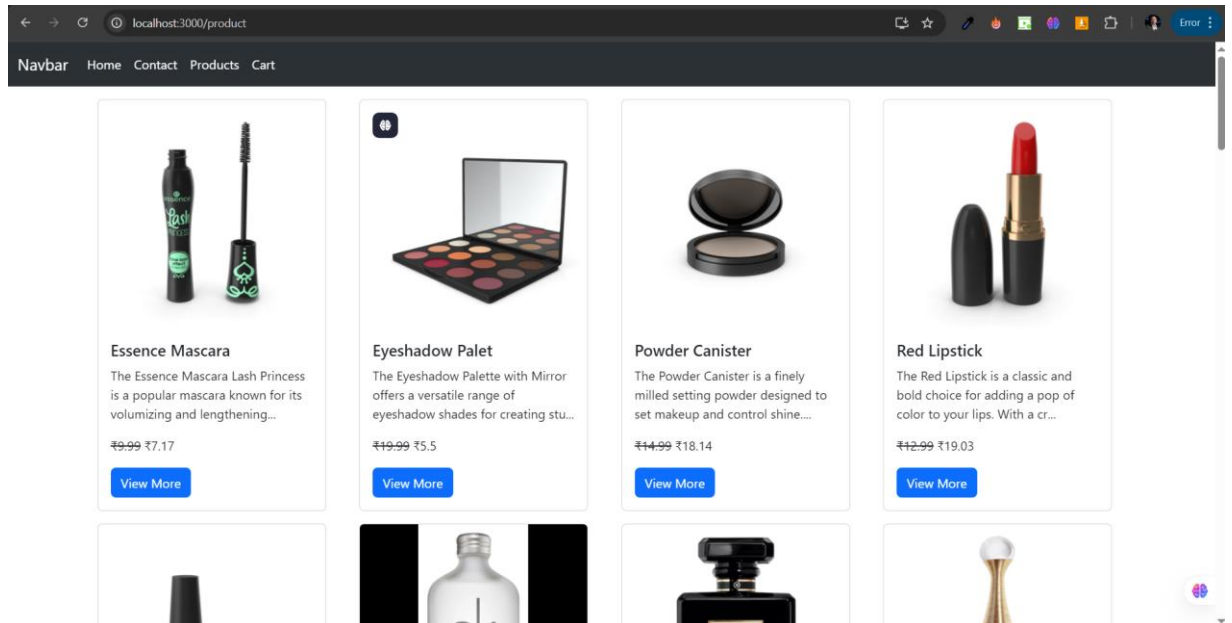 localhost:3000/product
Error
Navbar Home Contact Products Cart
essence
Lash
PRINCESS
Essence Mascara
The Essence Mascara Lash Princess
is a popular mascara known for its
volumizing and lengthening...
₹9.99 ₹7.17
View More
Eyeshadow Palet
The Eyeshadow Palette with Mirror
offers a versatile range of
eyeshadow shades for creating stu...
₹19.99 ₹5.5
View More
Powder Canister
The Powder Canister is a finely
milled setting powder designed to
set makeup and control shine....
₹14.99 ₹18.14
View More
Red Lipstick
The Red Lipstick is a classic and
bold choice for adding a pop of
color to your lips. With a cr...
₹12.99 ₹19.03
View More